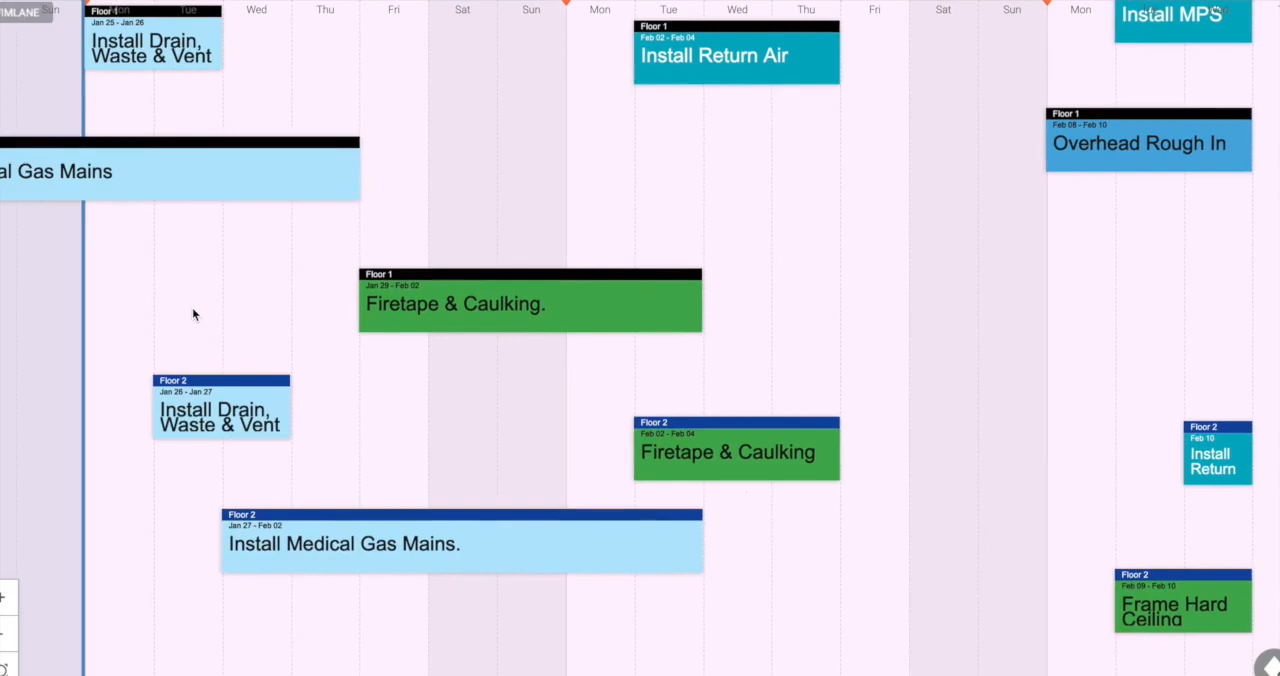 Sun Mon Tue Wed Thu Fri Sat Sun Mon Tue Wed Thu Fri Sat Sun Mon Wed
Floor 1
Jan 25 - Jan 26
Install Drain,
Waste & Vent
Floor 1
Feb 02 - Feb 04
Install Return Air
Install MPS
Floor 1
Feb 08 - Feb 10
Overhead Rough In
al Gas Mains
Floor 1
Jan 29 - Feb 02
Firetape & Caulking.
Floor 2
Jan 26 - Jan 27
Install Drain,
Waste & Vent
Floor 2
Feb 02 - Feb 04
Firetape & Caulking
Floor 2
Feb 10
Install
Return
Floor 2
Jan 27 - Feb 02
Install Medical Gas Mains.
Floor 2
Feb 09 - Feb 10
Frame Hard
Ceiling